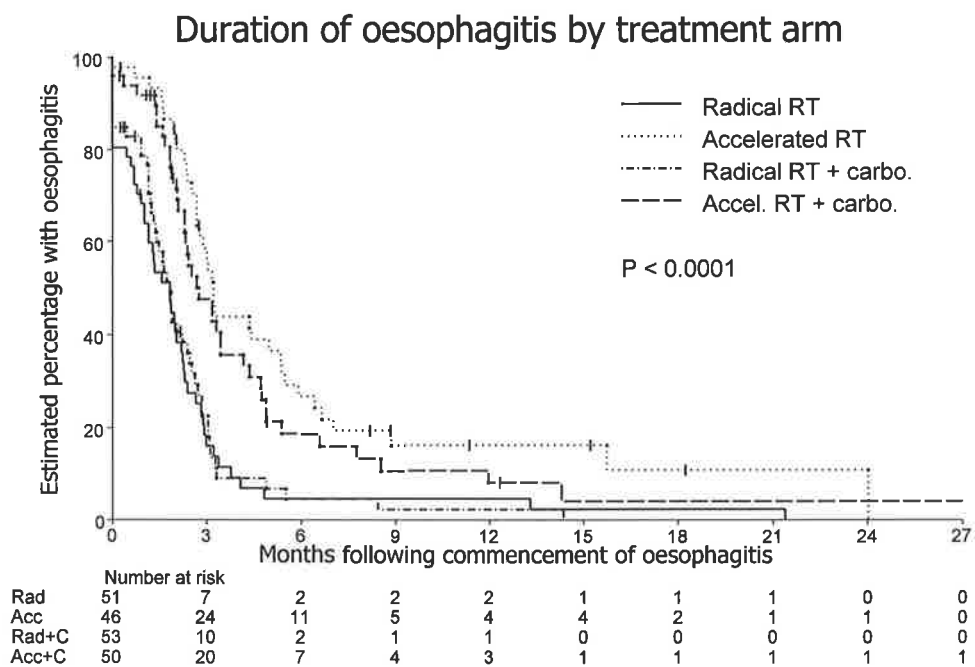 Duration of oesophagitis by treatment arm
Estimated percentage with oesophagitis
100
80
60
40
20
0
Radical RT
Accelerated RT
Radical RT + carbo.
Accel. RT + carbo.
P < 0.0001
0 3 6 9 12 15 18 21 24 27
Months following commencement of oesophagitis
Number at risk
Rad 51 7 2 2 2 1 1 1 0 0
Acc 46 24 11 5 4 4 2 1 1 0
Rad+C 53 10 2 1 1 0 0 0 0 0
Acc+C 50 20 7 4 3 1 1 1 1 1